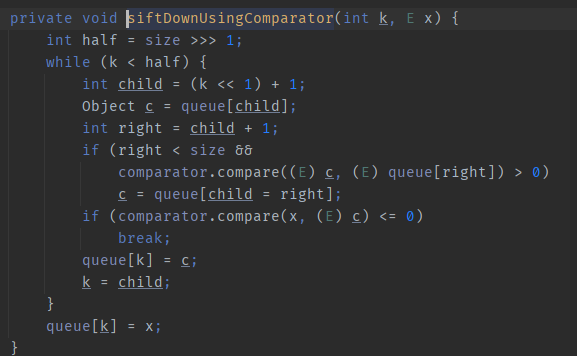 private void siftDownUsingComparator(int k, E x) {
    int half = size >>> 1;
    while (k < half) {
        int child = (k << 1) + 1;
        Object c = queue[child];
        int right = child + 1;
        if (right < size &&
            comparator.compare((E) c, (E) queue[right]) > 0)
            c = queue[child = right];
        if (comparator.compare(x, (E) c) <= 0)
            break;
        queue[k] = c;
        k = child;
    }
    queue[k] = x;
}